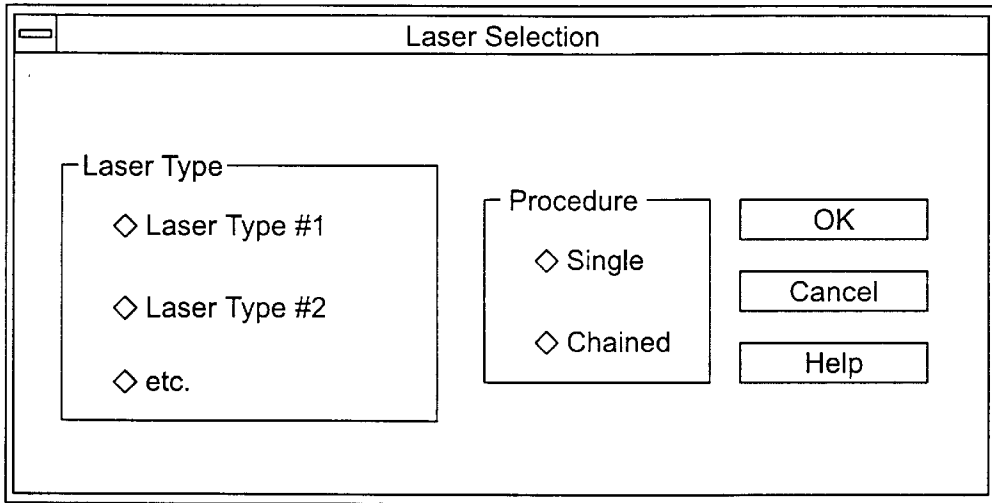 Laser Selection
Laser Type
Laser Type #1
Laser Type #2
etc.
Procedure
Single
Chained
OK
Cancel
Help